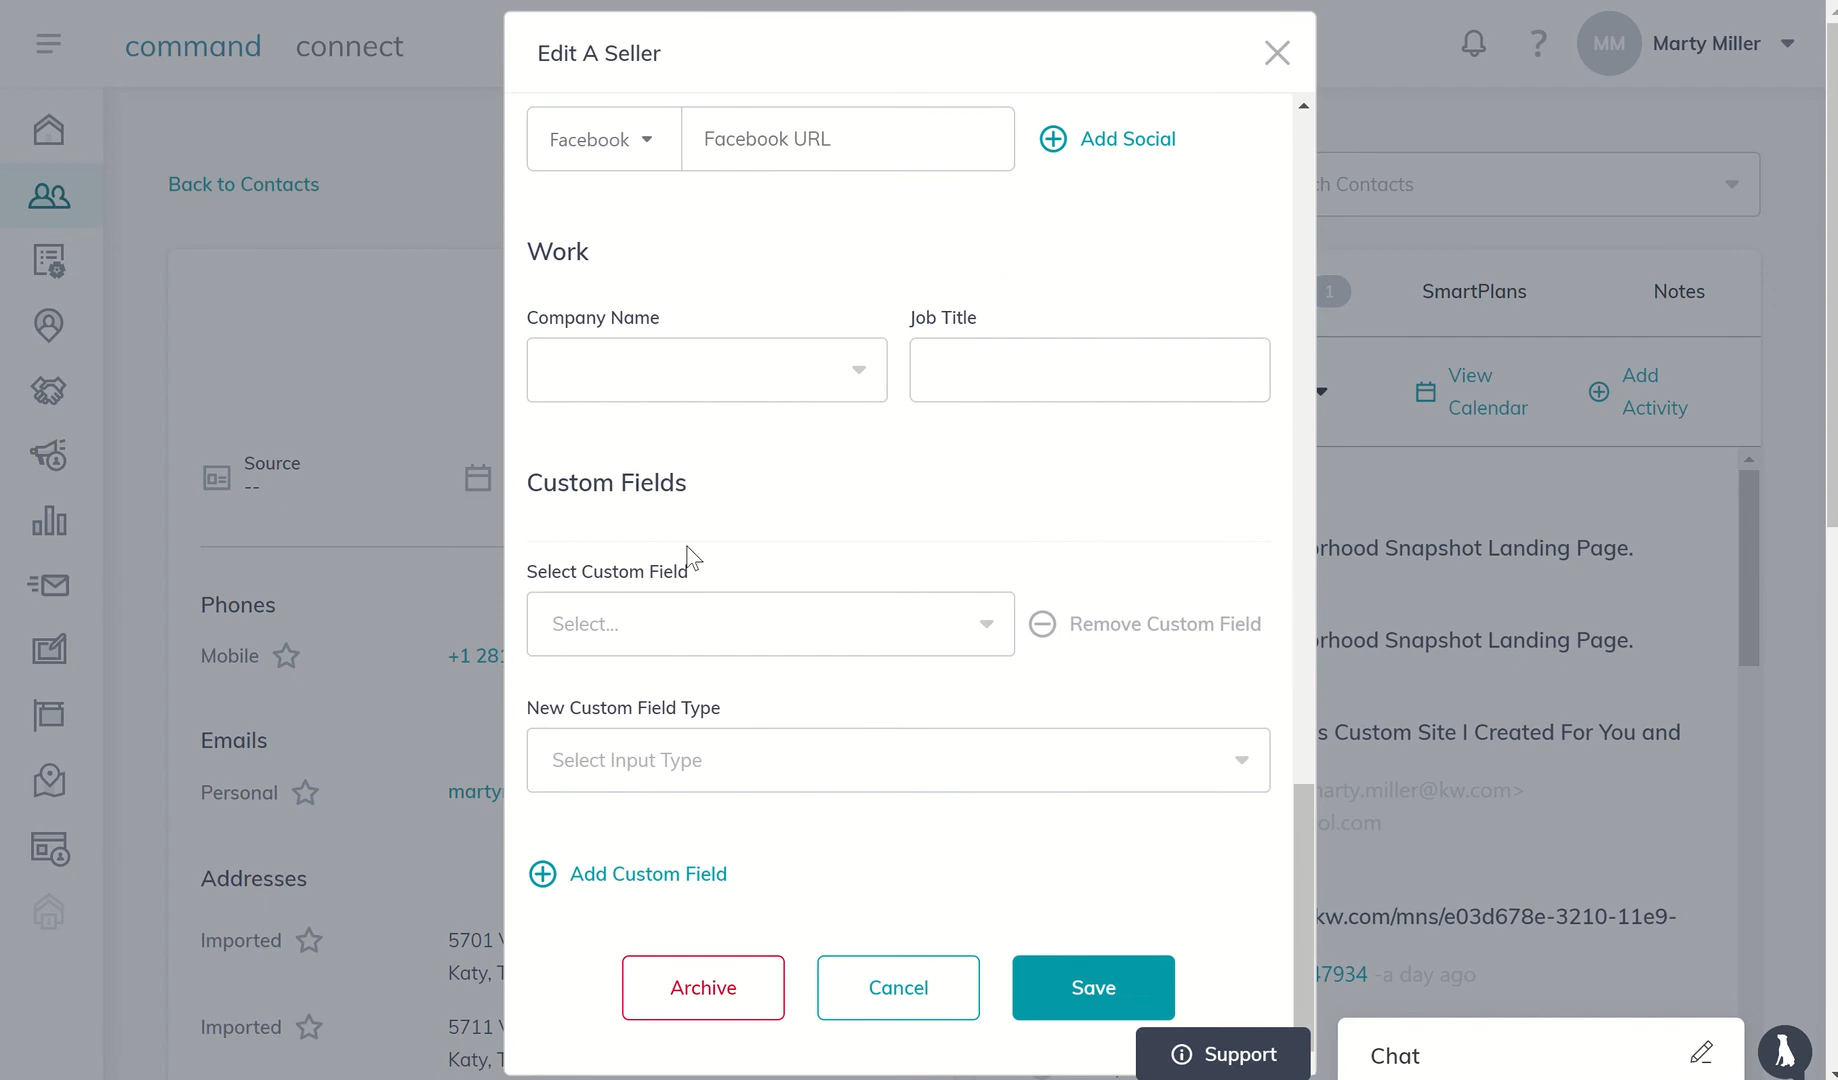 command connect
MM Marty Miller
Edit A Seller
Back to Contacts
Facebook Facebook URL Add Social
Contacts
Work
1 SmartPlans Notes
Company Name Job Title
View Calendar
Add Activity
Source
--
Custom Fields
Select Custom Field
Select... Remove Custom Field
Snapshot Landing Page.
Snapshot Landing Page.
Phones
Mobile +1 281
New Custom Field Type
Select Input Type
Custom Site I Created For You and
Emails
Personal marty
arty.miller@kw.com>
ol.com
Add Custom Field
Addresses
kw.com/mns/e03d678e-3210-11e9-
Imported 5701
Katy,
47934 -a day ago
Archive Cancel Save
Imported 5711
Katy,
Support
Chat